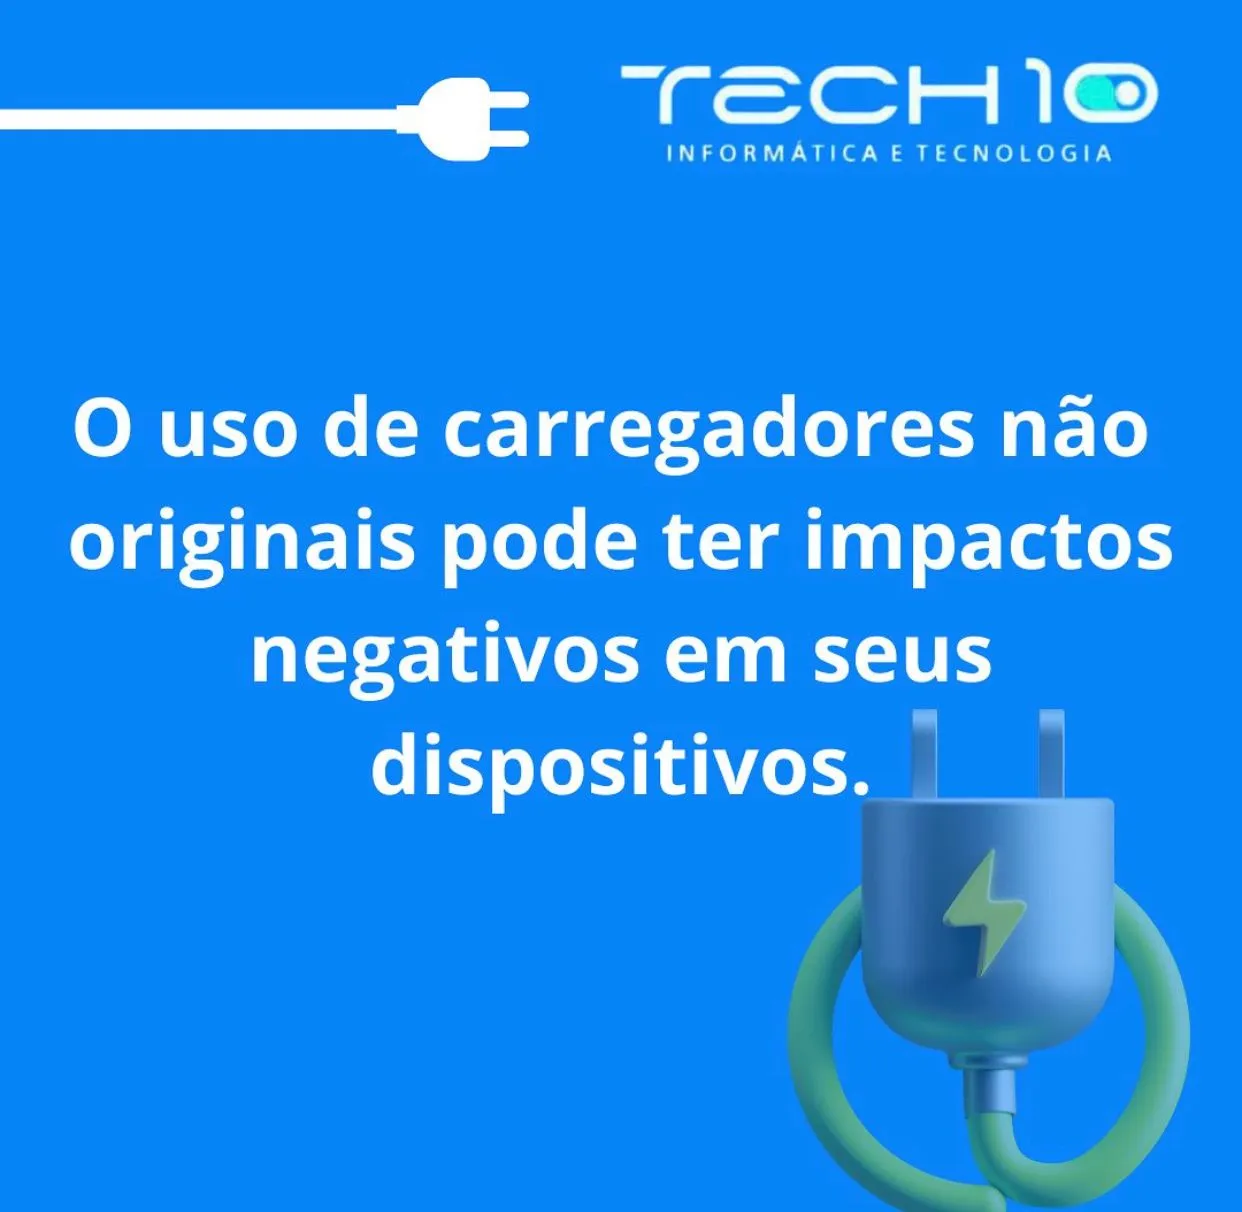 TECH 10
INFORMÁTICA E TECNOLOGIA
O uso de carregadores não
originais pode ter impactos
negativos em seus
dispositivos.